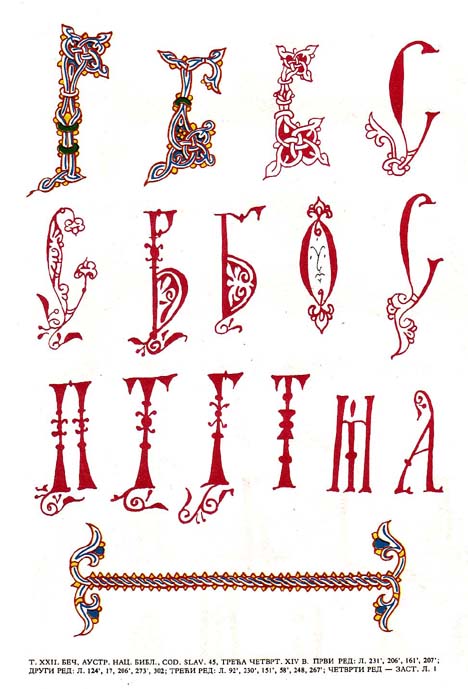 Г Б Є
В Б О
П Т Г Т А
Т. XXII. БЕЧ. АУСТР. НАЦ. БИБЛ., COD. SLAV. 45, ТРЕЋА ЧЕТВРТ. XIV В. ПРВИ РЕД: Л. 231', 206', 161', 207';
ДРУГИ РЕД: Л. 124', 17, 206', 273', 302; ТРЕЋИ РЕД: Л. 92', 230', 151', 58', 248, 267'; ЧЕТВРТИ РЕД — ЗАСТ. Л. 1